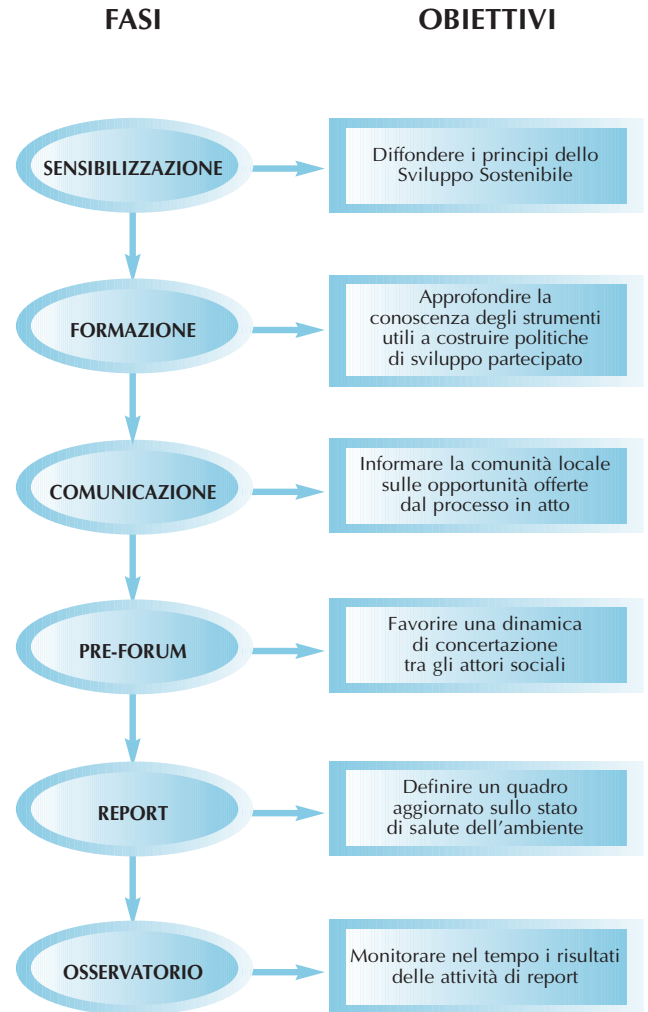 FASI
OBIETTIVI
SENSIBILIZZAZIONE
Diffondere i principi dello
Sviluppo Sostenibile
FORMAZIONE
Approfondire la
conoscenza degli strumenti
utili a costruire politiche
di sviluppo partecipato
COMUNICAZIONE
Informare la comunità locale
sulle opportunità offerte
dal processo in atto
PRE-FORUM
Favorire una dinamica
di concertazione
tra gli attori sociali
REPORT
Definire un quadro
aggiornato sullo stato
di salute dell'ambiente
OSSERVATORIO
Monitorare nel tempo i risultati
delle attività di report